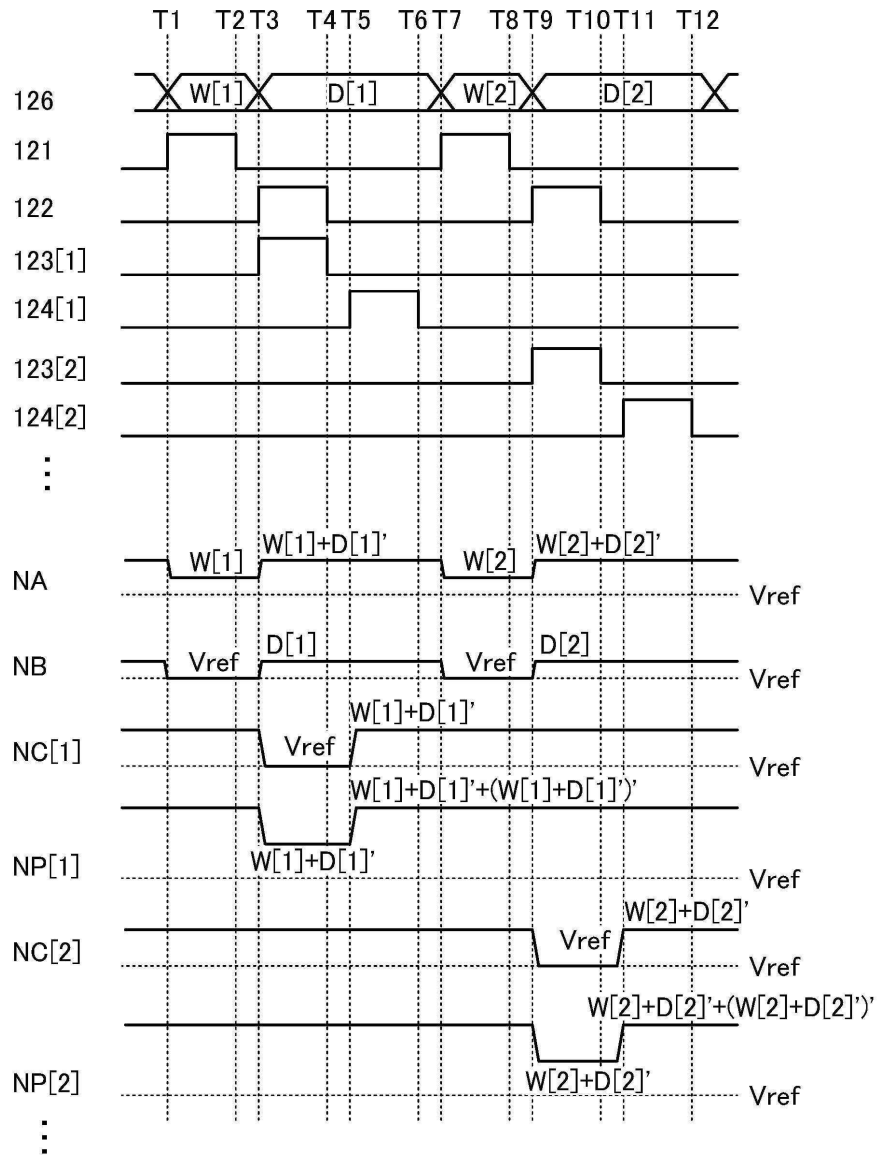 T1 T2 T3 T4 T5 T6 T7 T8 T9 T10 T11 T12
126 W[1] D[1] W[2] D[2]
121
122
123[1]
124[1]
123[2]
124[2]
⋮
W[1]+D[1]' W[2]+D[2]'
NA W[1] W[2] Vref
D[1] D[2]
NB Vref Vref Vref
W[1]+D[1]'
NC[1] Vref Vref
W[1]+D[1]'+(W[1]+D[1]')'
W[1]+D[1]'
NP[1] Vref
W[2]+D[2]'
NC[2] Vref Vref
W[2]+D[2]'+(W[2]+D[2]')'
NP[2] W[2]+D[2]' Vref
⋮